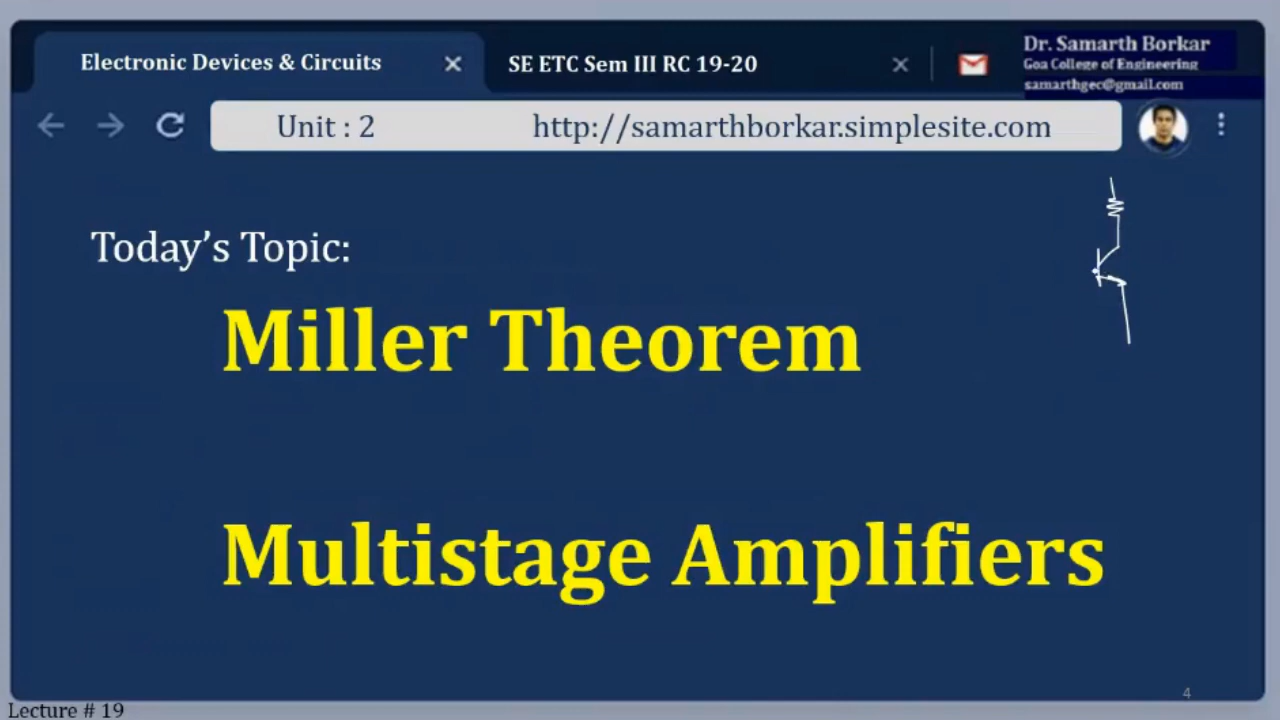 Electronic Devices & Circuits
SE ETC Sem III RC 19-20
Dr. Samarth Borkar
Goa College of Engineering
samarthgec@gmail.com
Unit : 2
http://samarthborkar.simplesite.com
Today's Topic:
Miller Theorem
Multistage Amplifiers
4
Lecture # 19